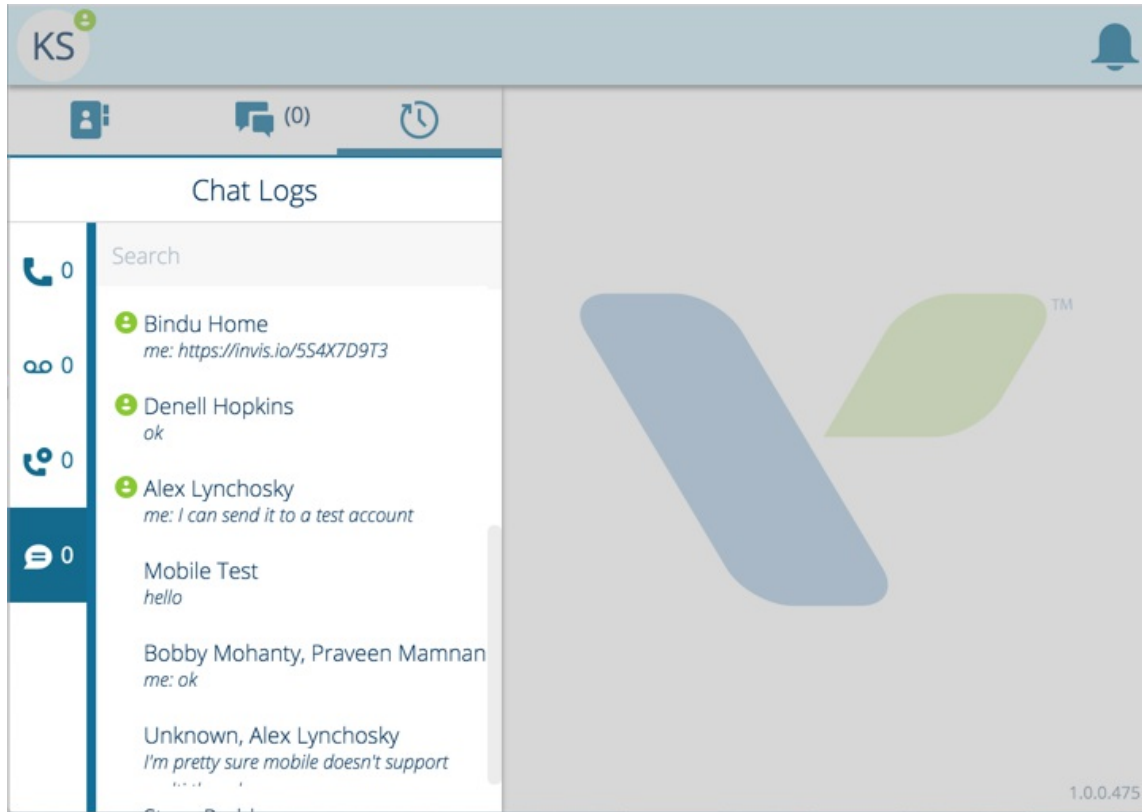 KS
(0)
Chat Logs
Search
0
0
0
0
Bindu Home
me: https://invis.io/5S4X7D9T3
Denell Hopkins
ok
Alex Lynchosky
me: I can send it to a test account
Mobile Test
hello
Bobby Mohanty, Praveen Mamnan
me: ok
Unknown, Alex Lynchosky
I'm pretty sure mobile doesn't support
TM
1.0.0.475